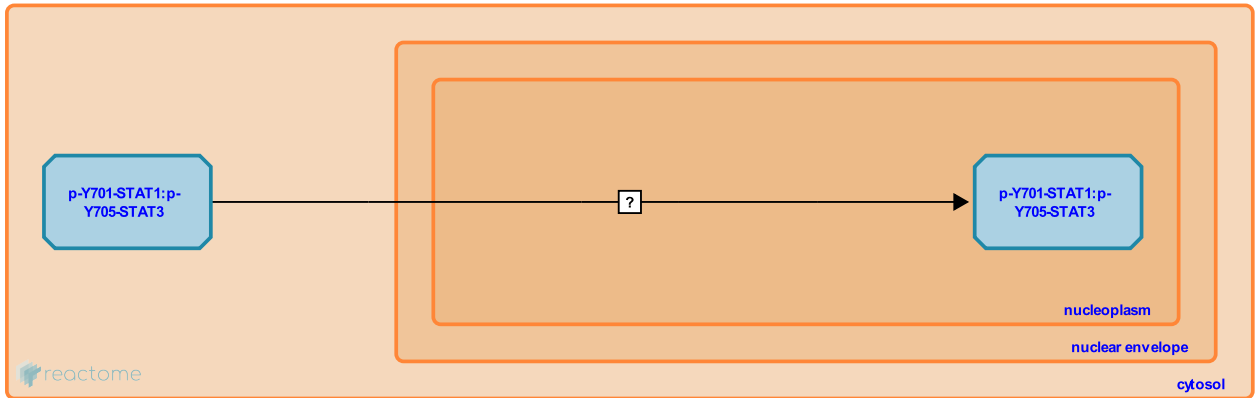 p-Y701-STAT1:p-
Y705-STAT3
?
p-Y701-STAT1:p-
Y705-STAT3
nucleoplasm
nuclear envelope
reactome
cytosol